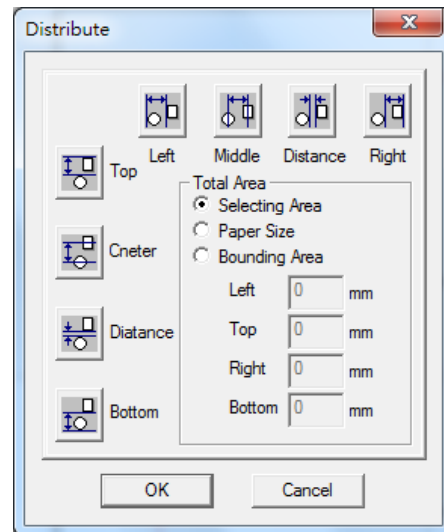 Distribute
Left Middle Distance Right
Top
Total Area
Selecting Area
Paper Size
Cneter
Bounding Area
Left 0 mm
Diatance
Top 0 mm
Right 0 mm
Bottom
Bottom 0 mm
OK Cancel